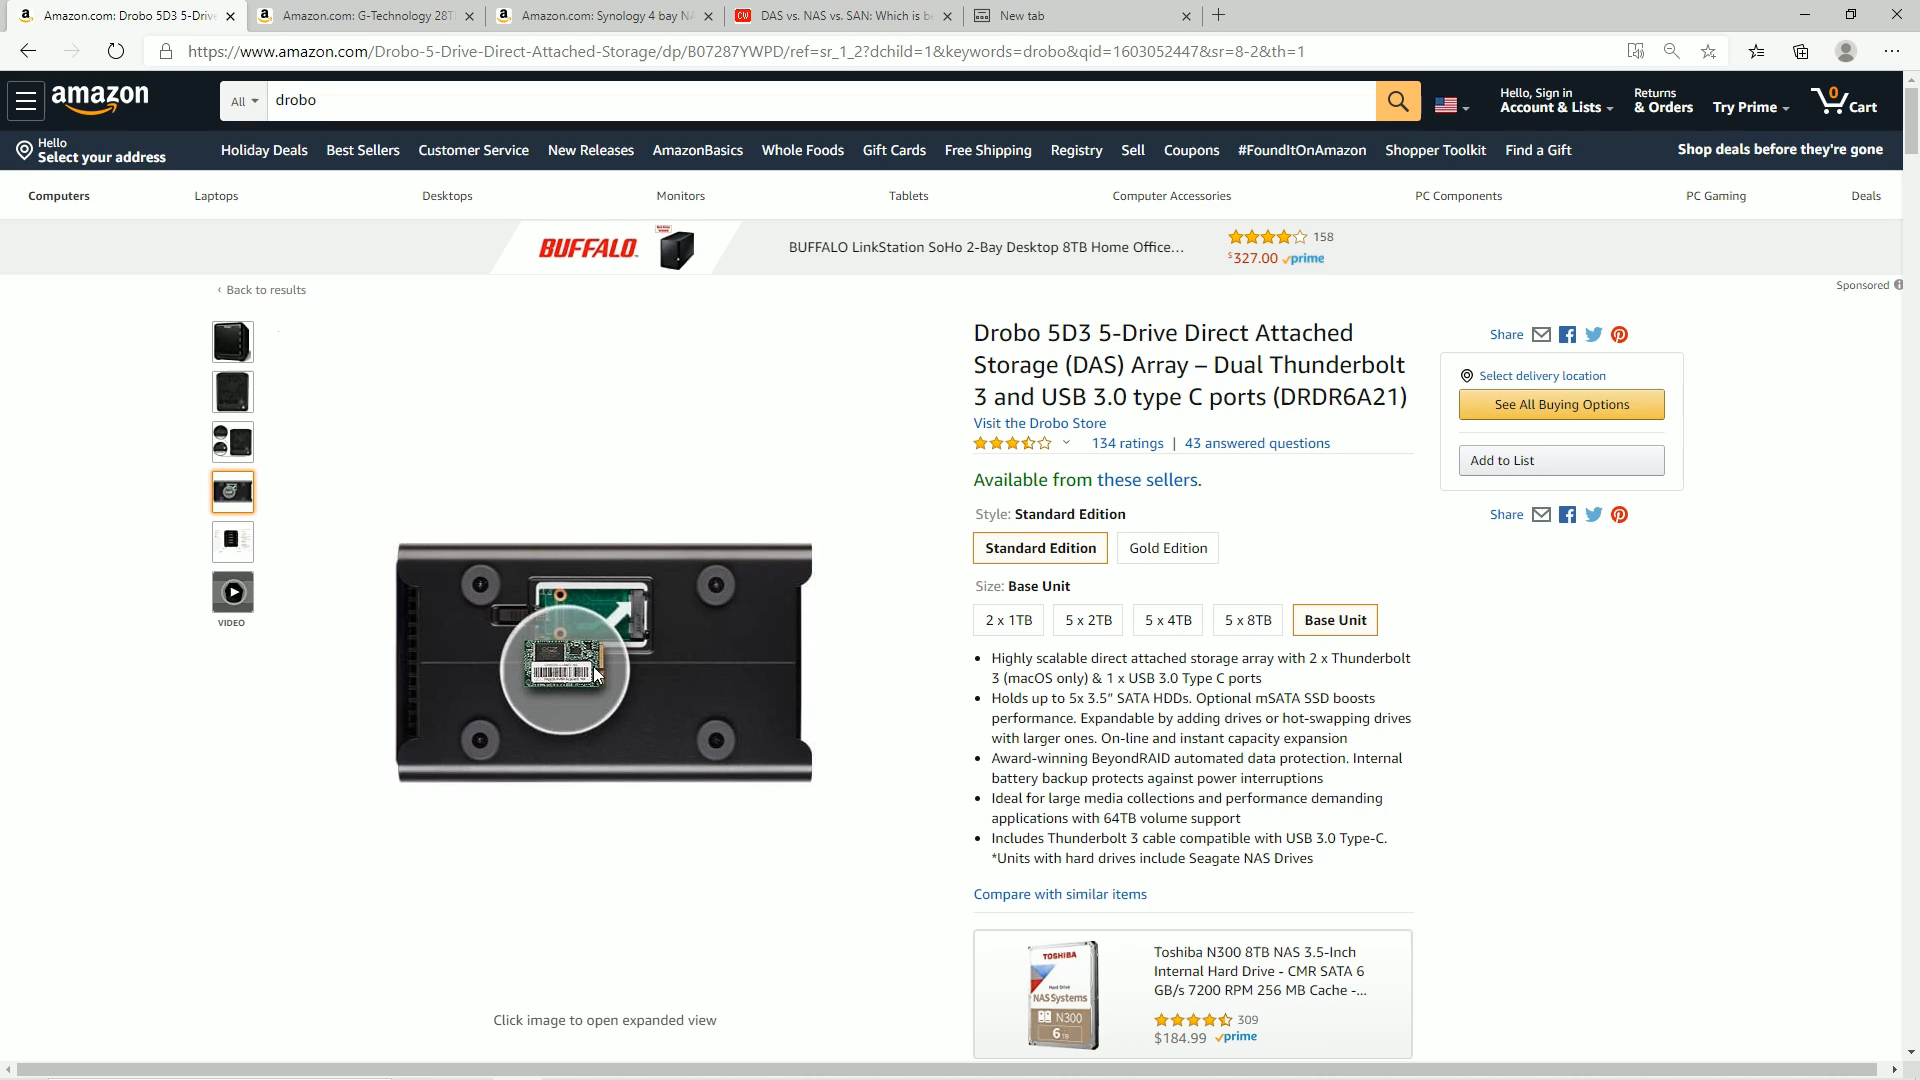 Amazon.com: Drobo 5D3 5-Drive
Amazon.com: G-Technology 28T
Amazon.com: Synology 4 bay NA
DAS vs. NAS vs. SAN: Which is be
New tab
https://www.amazon.com/Drobo-5-Drive-Direct-Attached-Storage/dp/B07287YWPD/ref=sr_1_2?dchild=1&keywords=drobo&qid=1603052447&sr=8-2&th=1
amazon
All
drobo
Hello, Sign in
Account & Lists
Returns
& Orders
Try Prime
0
Cart
Hello
Select your address
Holiday Deals
Best Sellers
Customer Service
New Releases
AmazonBasics
Whole Foods
Gift Cards
Free Shipping
Registry
Sell
Coupons
#FoundItOnAmazon
Shopper Toolkit
Find a Gift
Shop deals before they're gone
Computers
Laptops
Desktops
Monitors
Tablets
Computer Accessories
PC Components
PC Gaming
Deals
BUFFALO
BUFFALO LinkStation SoHo 2-Bay Desktop 8TB Home Office...
158
$327.00 prime
‹ Back to results
Sponsored
VIDEO
Click image to open expanded view
Drobo 5D3 5-Drive Direct Attached
Storage (DAS) Array – Dual Thunderbolt
3 and USB 3.0 type C ports (DRDR6A21)
Visit the Drobo Store
134 ratings | 43 answered questions
Available from these sellers.
Style: Standard Edition
Standard Edition
Gold Edition
Size: Base Unit
2 x 1TB
5 x 2TB
5 x 4TB
5 x 8TB
Base Unit
• Highly scalable direct attached storage array with 2 x Thunderbolt
3 (macOS only) & 1 x USB 3.0 Type C ports
• Holds up to 5x 3.5” SATA HDDs. Optional mSATA SSD boosts
performance. Expandable by adding drives or hot-swapping drives
with larger ones. On-line and instant capacity expansion
• Award-winning BeyondRAID automated data protection. Internal
battery backup protects against power interruptions
• Ideal for large media collections and performance demanding
applications with 64TB volume support
• Includes Thunderbolt 3 cable compatible with USB 3.0 Type-C.
*Units with hard drives include Seagate NAS Drives
Compare with similar items
TOSHIBA
Hard Drive
NAS Systems
N300
6TB
Toshiba N300 8TB NAS 3.5-Inch
Internal Hard Drive - CMR SATA 6
GB/s 7200 RPM 256 MB Cache -...
309
$184.99 prime
Share
Select delivery location
See All Buying Options
Add to List
Share